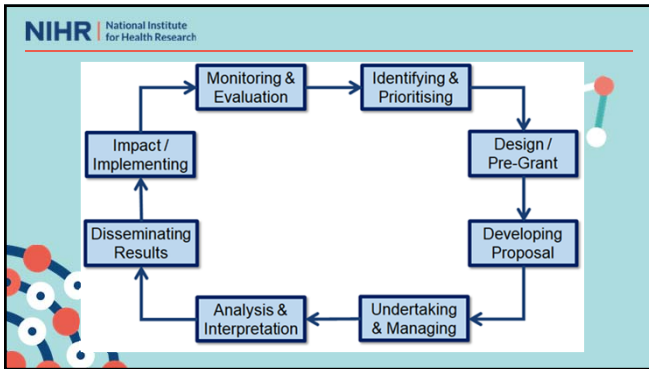 NIHR | National Institute
for Health Research
Monitoring &
Evaluation
Identifying &
Prioritising
Design /
Pre-Grant
Developing
Proposal
Undertaking
& Managing
Analysis &
Interpretation
Disseminating
Results
Impact /
Implementing